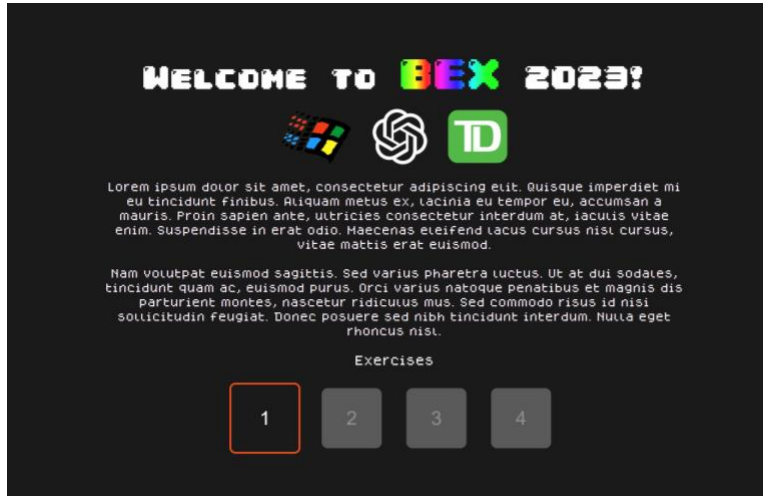 Welcome to BEX 2023!
TD
Lorem ipsum dolor sit amet, consectetur adipiscing elit. Quisque imperdiet mi
eu tincidunt finibus. Aliquam metus ex, lacinia eu tempor eu, accumsan a
mauris. Proin sapien ante, ultricies consectetur interdum at, iaculis vitae
enim. Suspendisse in erat odio. Maecenas eleifend lacus cursus nisl cursus,
vitae mattis erat euismod.
Nam volutpat euismod sagittis. Sed varius pharetra luctus. Ut at dui sodales,
tincidunt quam ac, euismod purus. Orci varius natoque penatibus et magnis dis
parturient montes, nascetur ridiculus mus. Sed commodo risus id nisi
sollicitudin feugiat. Donec posuere sed nibh tincidunt interdum. Nulla eget
rhoncus nisl.
Exercises
1 2 3 4